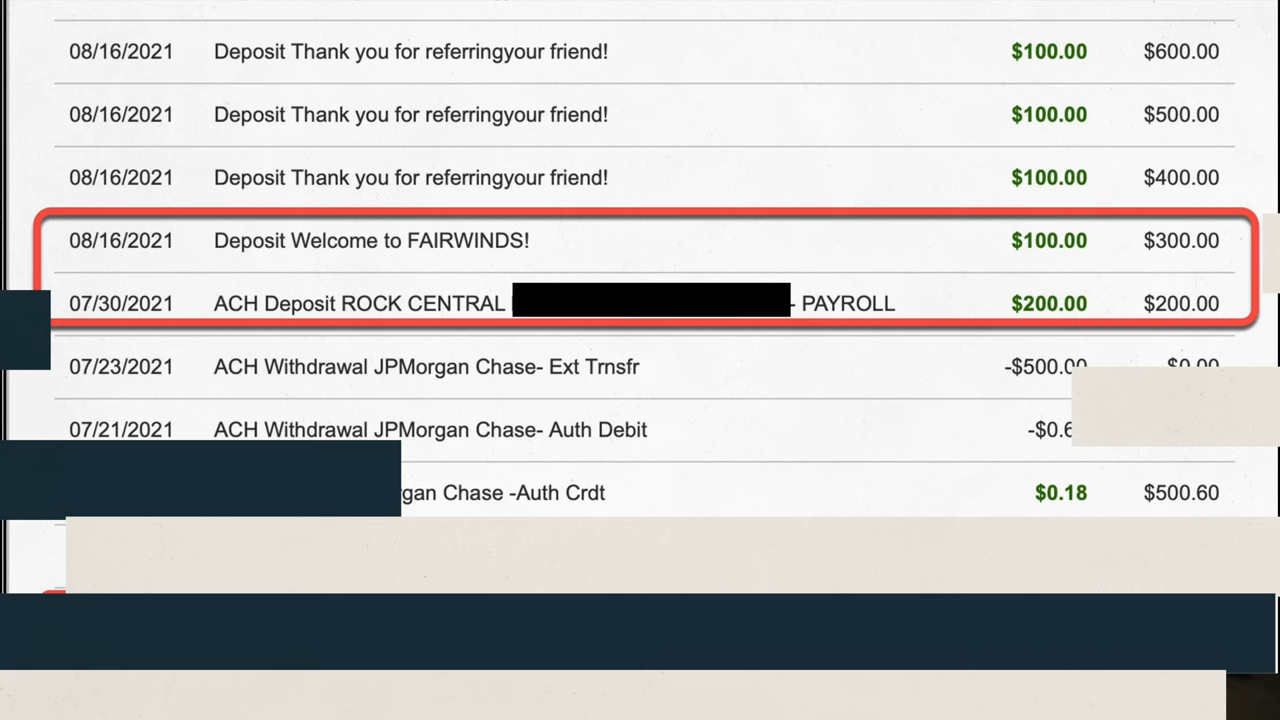 08/16/2021 Deposit Thank you for referringyour friend! $100.00 $600.00
08/16/2021 Deposit Thank you for referringyour friend! $100.00 $500.00
08/16/2021 Deposit Thank you for referringyour friend! $100.00 $400.00
08/16/2021 Deposit Welcome to FAIRWINDS! $100.00 $300.00
07/30/2021 ACH Deposit ROCK CENTRAL - PAYROLL $200.00 $200.00
07/23/2021 ACH Withdrawal JPMorgan Chase- Ext Trnsfr -$500.00 $0.00
07/21/2021 ACH Withdrawal JPMorgan Chase- Auth Debit
Chase -Auth Crdt $0.18 $500.60